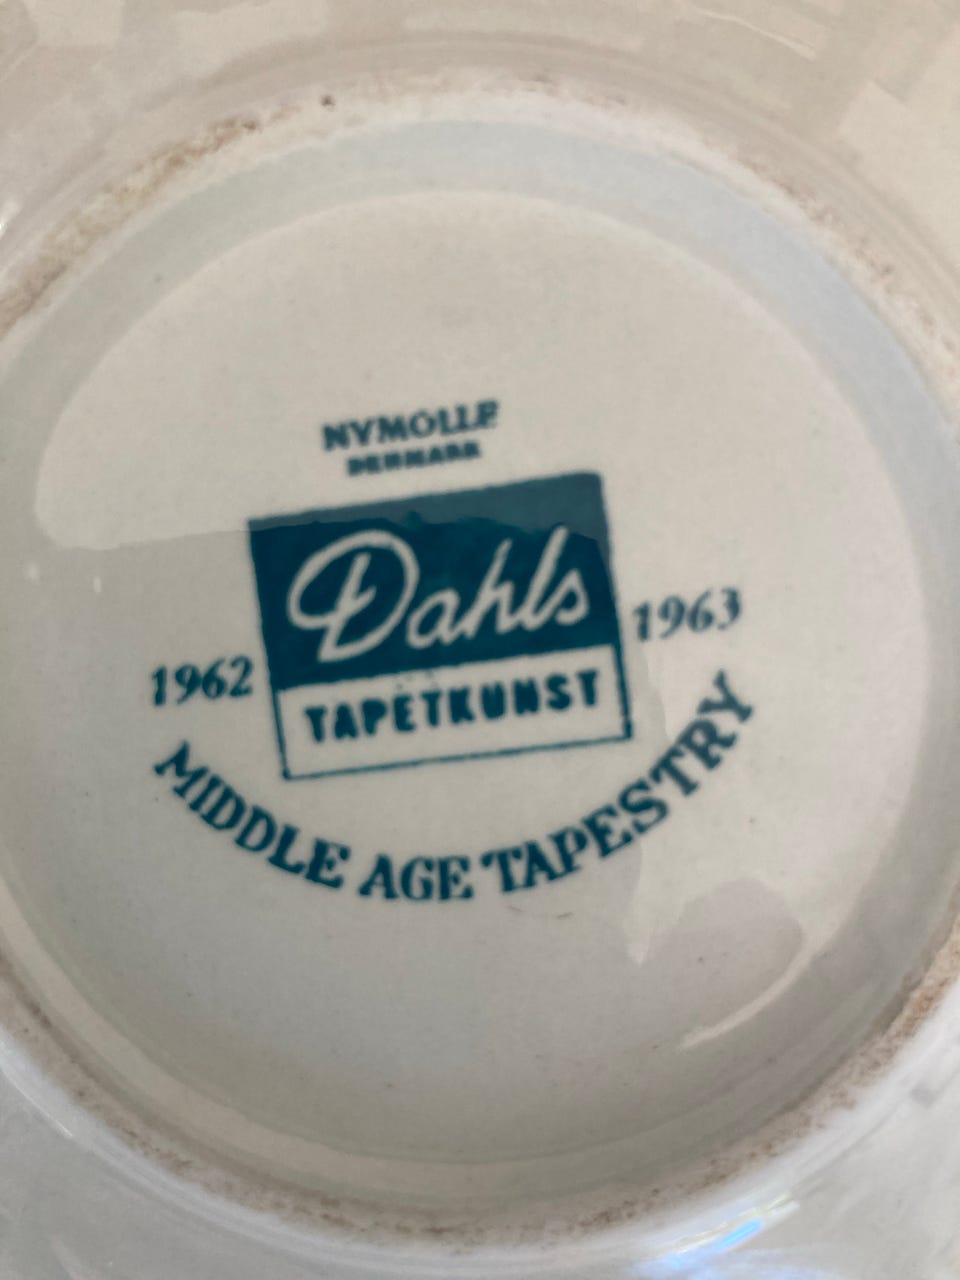 NYMOLLE
DENMARK
Dahls
1962 1963
TAPETKUNST
MIDDLE AGE TAPESTRY